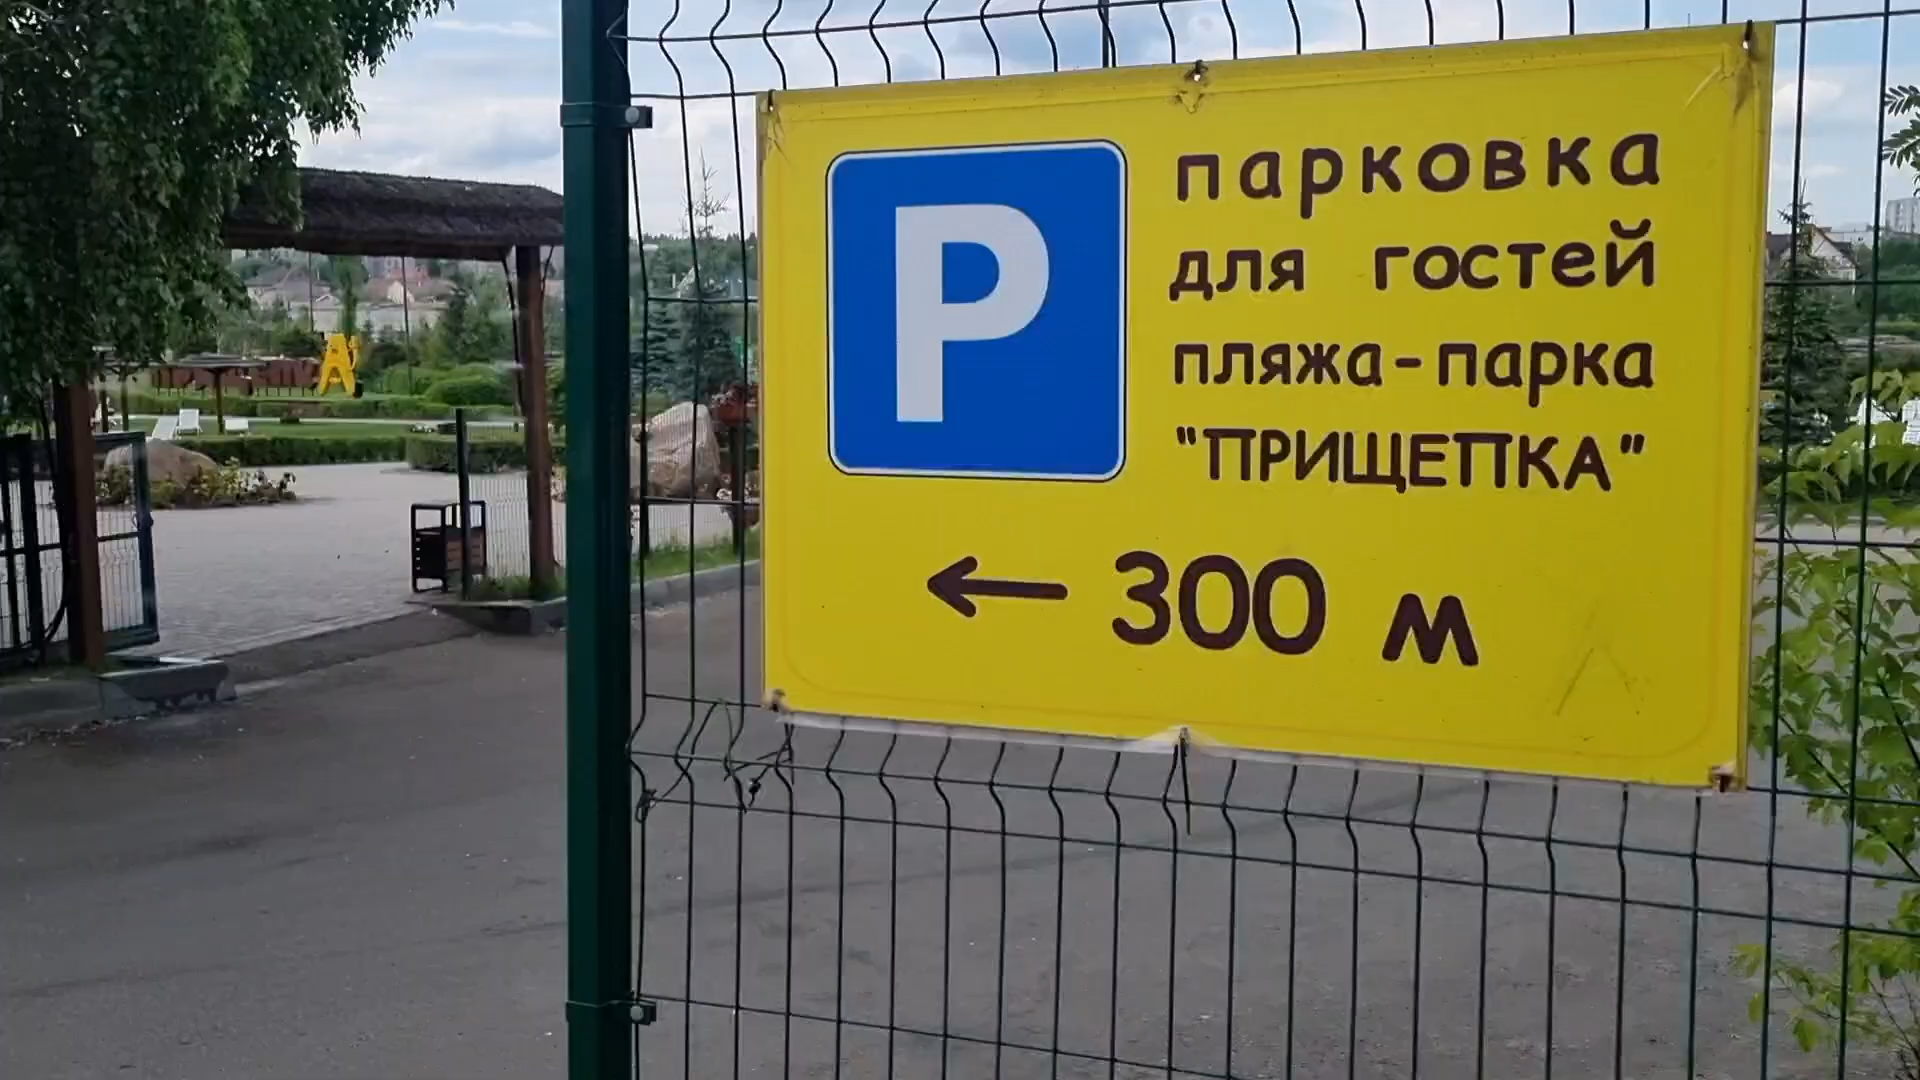 P
парковка
для гостей
пляжа-парка
"ПРИЩЕПКА"
← 300 м